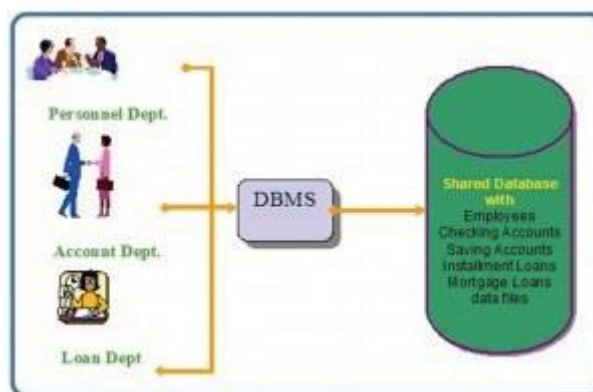 Personnel Dept.
Account Dept.
Loan Dept
DBMS
Shared Database
with
Employees
Checking Accounts
Saving Accounts
Installment Loans
Mortgage Loans
data files